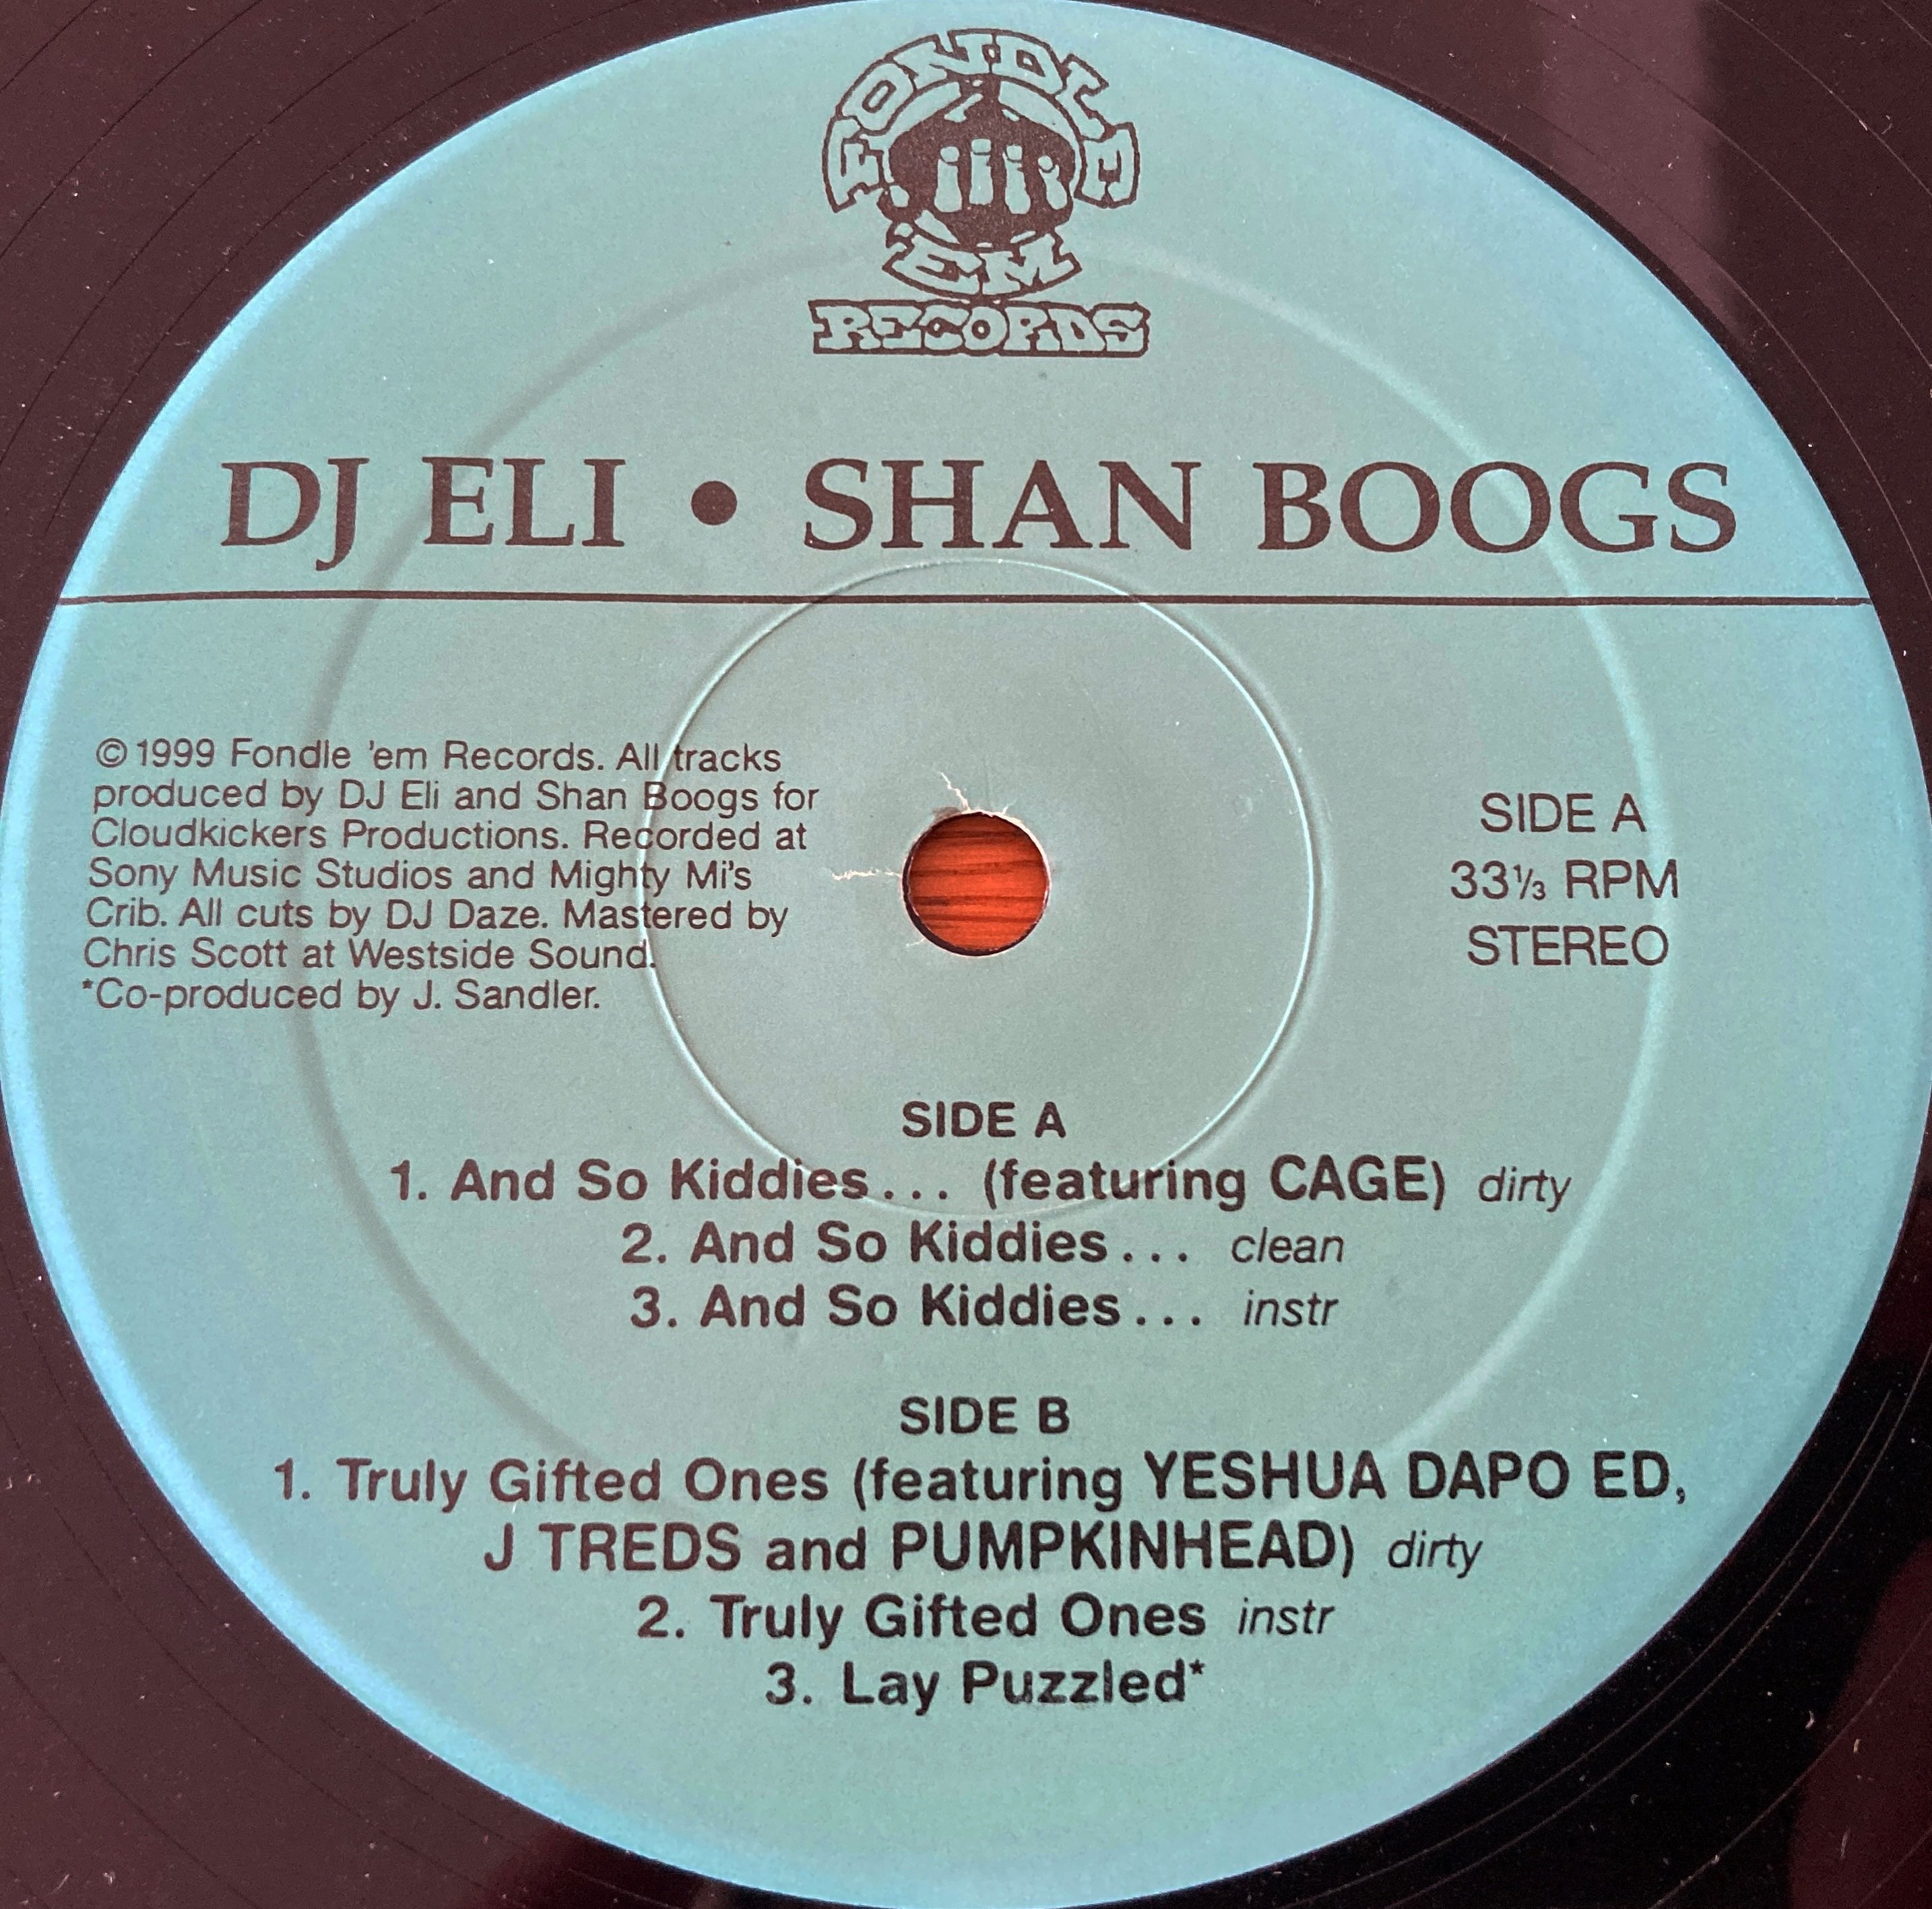 FONDLE
'EM
RECORDS
DJ ELI • SHAN BOOGS
©1999 Fondle 'em Records. All tracks
produced by DJ Eli and Shan Boogs for
Cloudkickers Productions. Recorded at
Sony Music Studios and Mighty Mi's
Crib. All cuts by DJ Daze. Mastered by
Chris Scott at Westside Sound.
*Co-produced by J. Sandler.
SIDE A
33⅓ RPM
STEREO
SIDE A
1. And So Kiddies... (featuring CAGE) dirty
2. And So Kiddies... clean
3. And So Kiddies... instr
SIDE B
1. Truly Gifted Ones (featuring YESHUA DAPO ED,
J TREDS and PUMPKINHEAD) dirty
2. Truly Gifted Ones instr
3. Lay Puzzled*